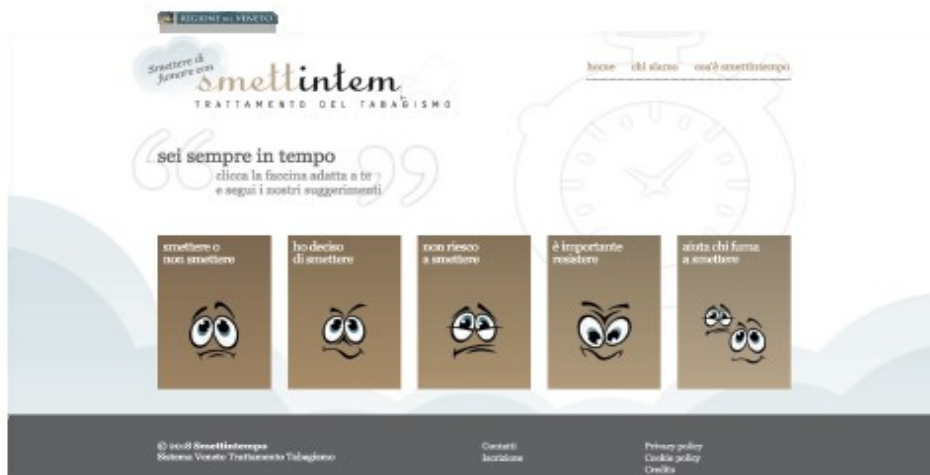 REGIONE DEL VENETO
Smettere di
fumare con
smettintem
TRATTAMENTO DEL TABAGISMO
home chi siamo cos'è smettintempo
sei sempre in tempo
clicca la faccina adatta a te
e segui i nostri suggerimenti
smettere o
non smettere
ho deciso
di smettere
non riesco
a smettere
è importante
resistere
aiuta chi fuma
a smettere
© 2018 Smettintempo
Sistema Veneto Trattamento Tabagismo
Contatti
Iscrizione
Privacy policy
Cookie policy
Credits